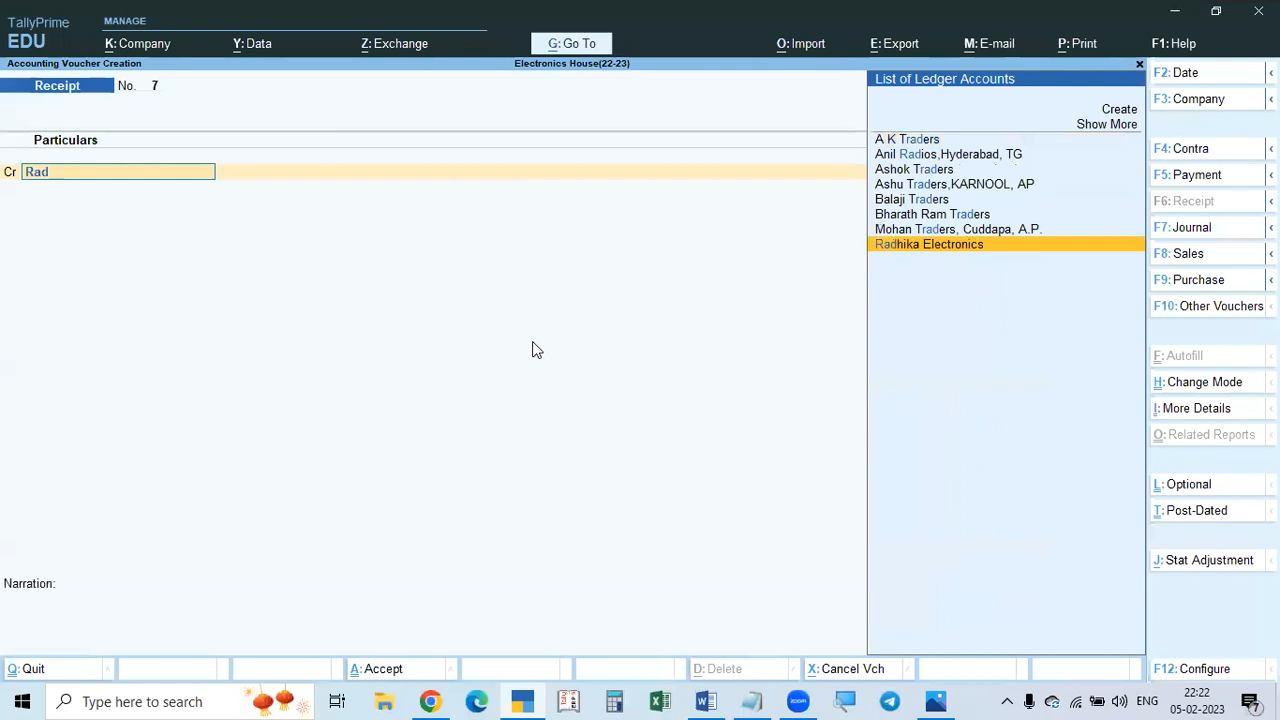 TallyPrime
EDU
MANAGE
K: Company
Y: Data
Z: Exchange
G: Go To
O: Import
E: Export
M: E-mail
P: Print
F1: Help
Accounting Voucher Creation
Electronics House(22-23)
Receipt No. 7
Particulars
Cr Rad
Narration:
List of Ledger Accounts
Create
Show More
A K Traders
Anil Radios,Hyderabad, TG
Ashok Traders
Ashu Traders,KARNOOL, AP
Balaji Traders
Bharath Ram Traders
Mohan Traders, Cuddapa, A.P.
Radhika Electronics
F2: Date
F3: Company
F4: Contra
F5: Payment
F6: Receipt
F7: Journal
F8: Sales
F9: Purchase
F10: Other Vouchers
F: Autofill
H: Change Mode
I: More Details
O: Related Reports
L: Optional
T: Post-Dated
J: Stat Adjustment
Q: Quit
A: Accept
D: Delete
X: Cancel Vch
F12: Configure
Type here to search
zoom
ENG
22:22
05-02-2023
7